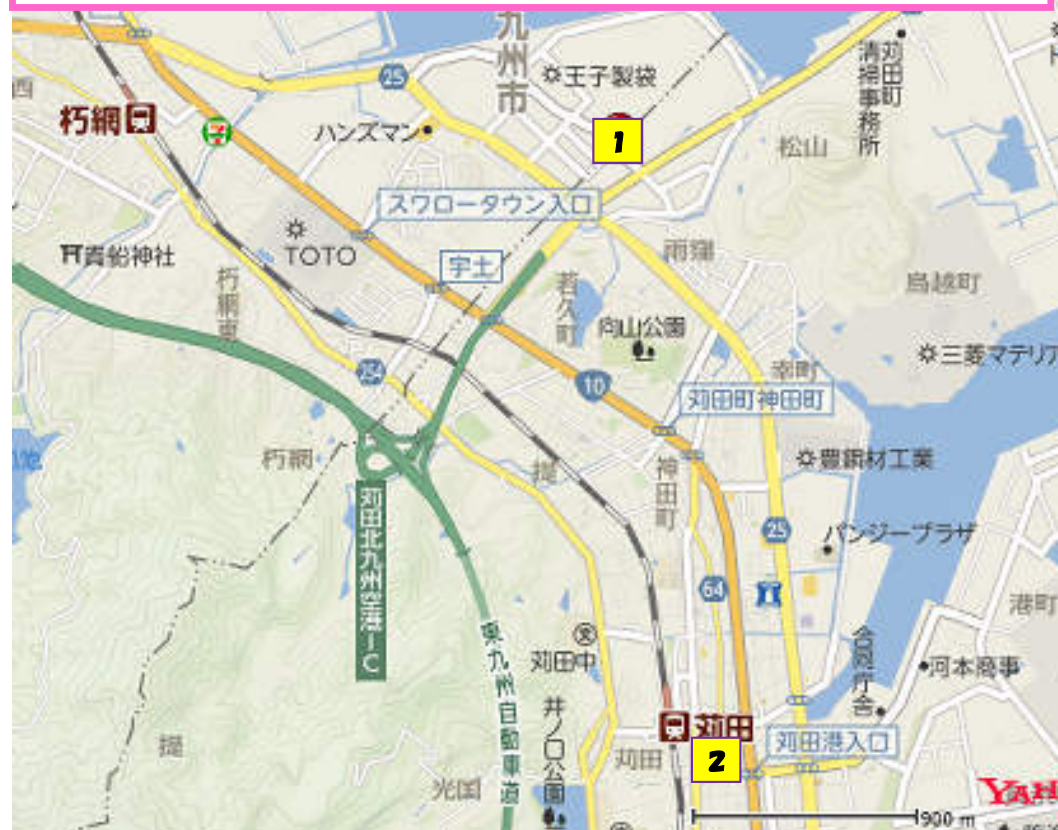 九州市
25
王子製袋
苅田町
清掃事務所
朽網
ハンズマン
1
松山
スワロータウン入口
TOTO
貴船神社
宇土
雨窪
鳥越町
朽網東
若久町
向山公園
三菱マテリア
254
10
幸町
苅田町神田町
朽網
提
神田町
豊鋼材工業
苅田北九州空港IC
25
パンジープラザ
64
港町
東九州自動車道
苅田中
合同庁舎
河本商事
井ノ口公園
苅田
苅田港入口
提
2
苅田
光国
YAH
900 m